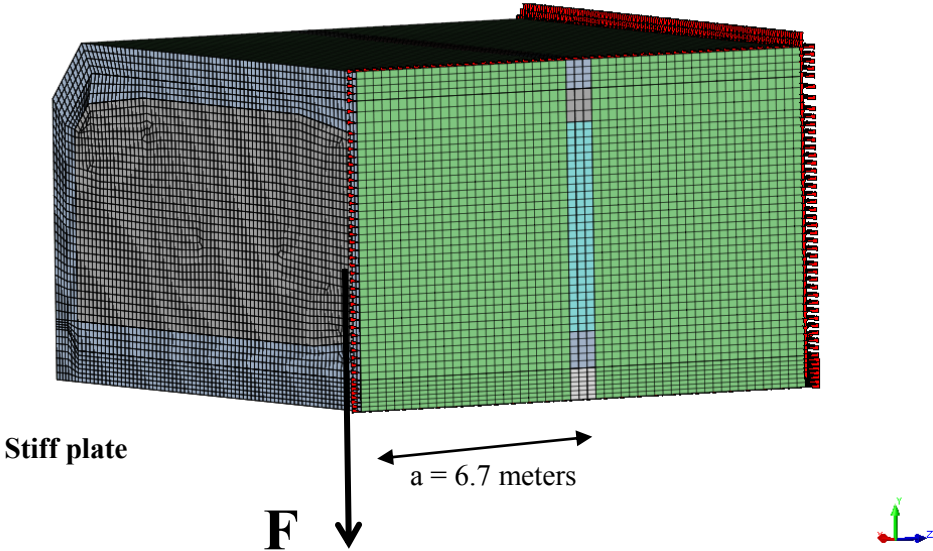 Stiff plate
a = 6.7 meters
F
Y
X
Z